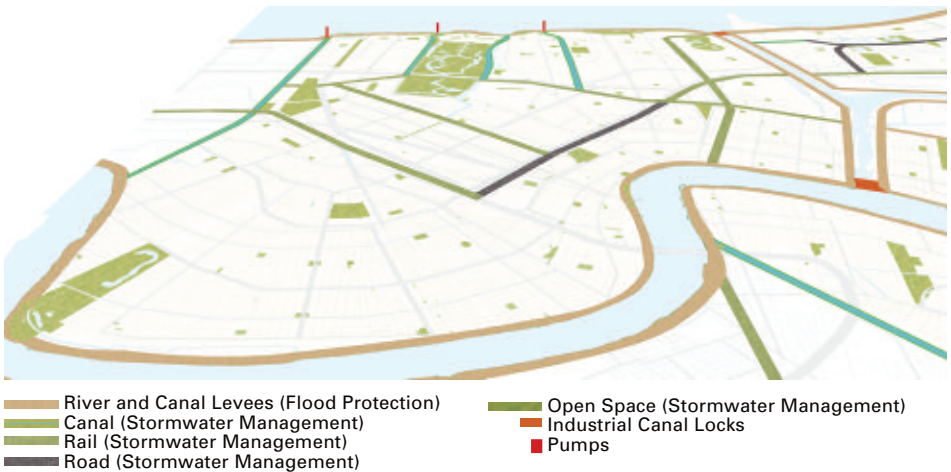 River and Canal Levees (Flood Protection)
Canal (Stormwater Management)
Rail (Stormwater Management)
Road (Stormwater Management)
Open Space (Stormwater Management)
Industrial Canal Locks
Pumps